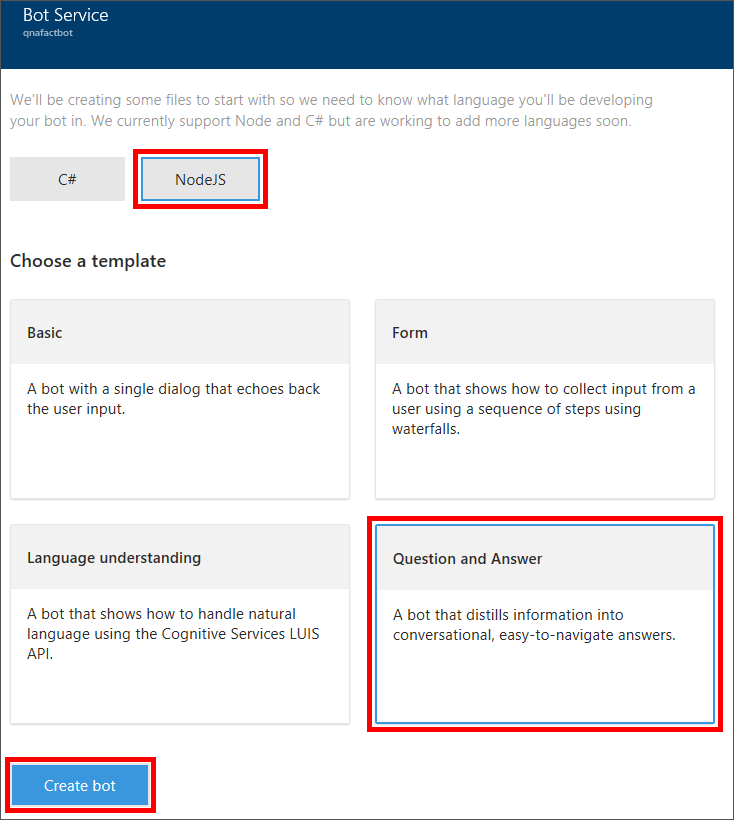 Bot Service
qnafactbot
We'll be creating some files to start with so we need to know what language you'll be developing
your bot in. We currently support Node and C# but are working to add more languages soon.
C#
NodeJS
Choose a template
Basic
A bot with a single dialog that echoes back
the user input.
Form
A bot that shows how to collect input from a
user using a sequence of steps using
waterfalls.
Language understanding
A bot that shows how to handle natural
language using the Cognitive Services LUIS
API.
Question and Answer
A bot that distills information into
conversational, easy-to-navigate answers.
Create bot